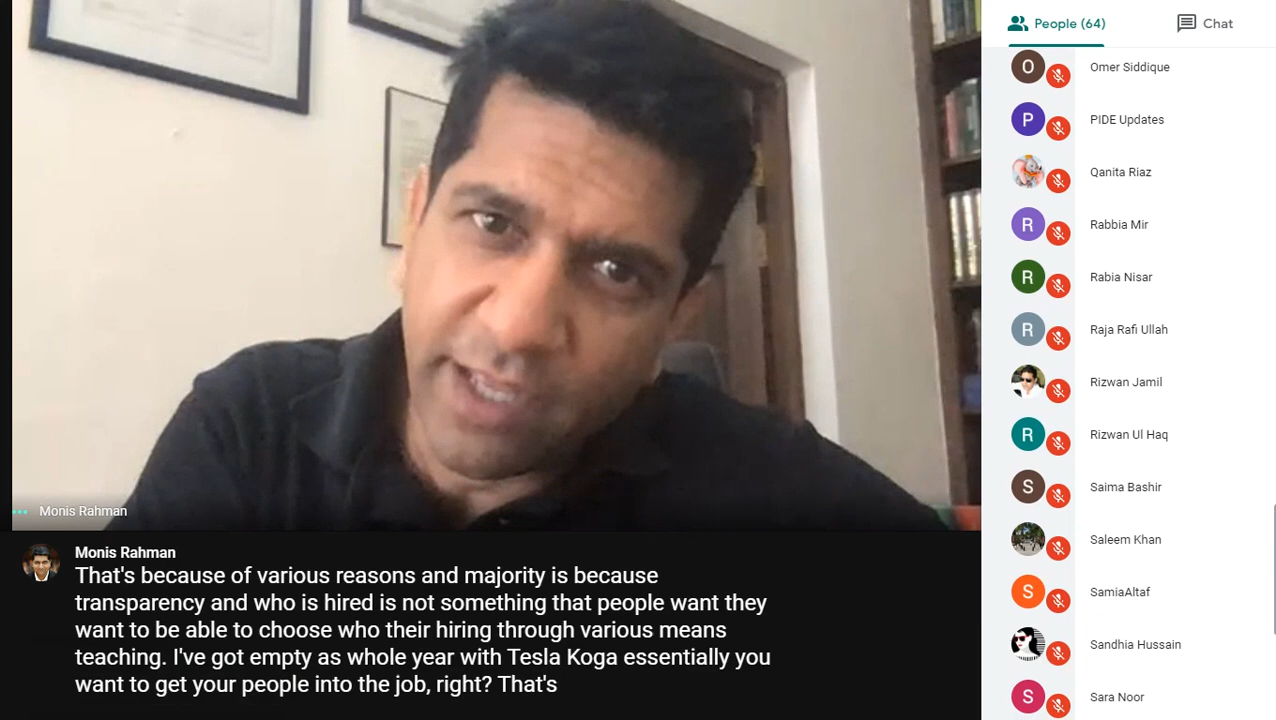 People (64)
Chat
O
Omer Siddique
P
PIDE Updates
Qanita Riaz
R
Rabbia Mir
R
Rabia Nisar
R
Raja Rafi Ullah
Rizwan Jamil
R
Rizwan Ul Haq
S
Saima Bashir
Saleem Khan
S
SamiaAltaf
Sandhia Hussain
S
Sara Noor
Monis Rahman
Monis Rahman
That's because of various reasons and majority is because
transparency and who is hired is not something that people want they
want to be able to choose who their hiring through various means
teaching. I've got empty as whole year with Tesla Koga essentially you
want to get your people into the job, right? That's